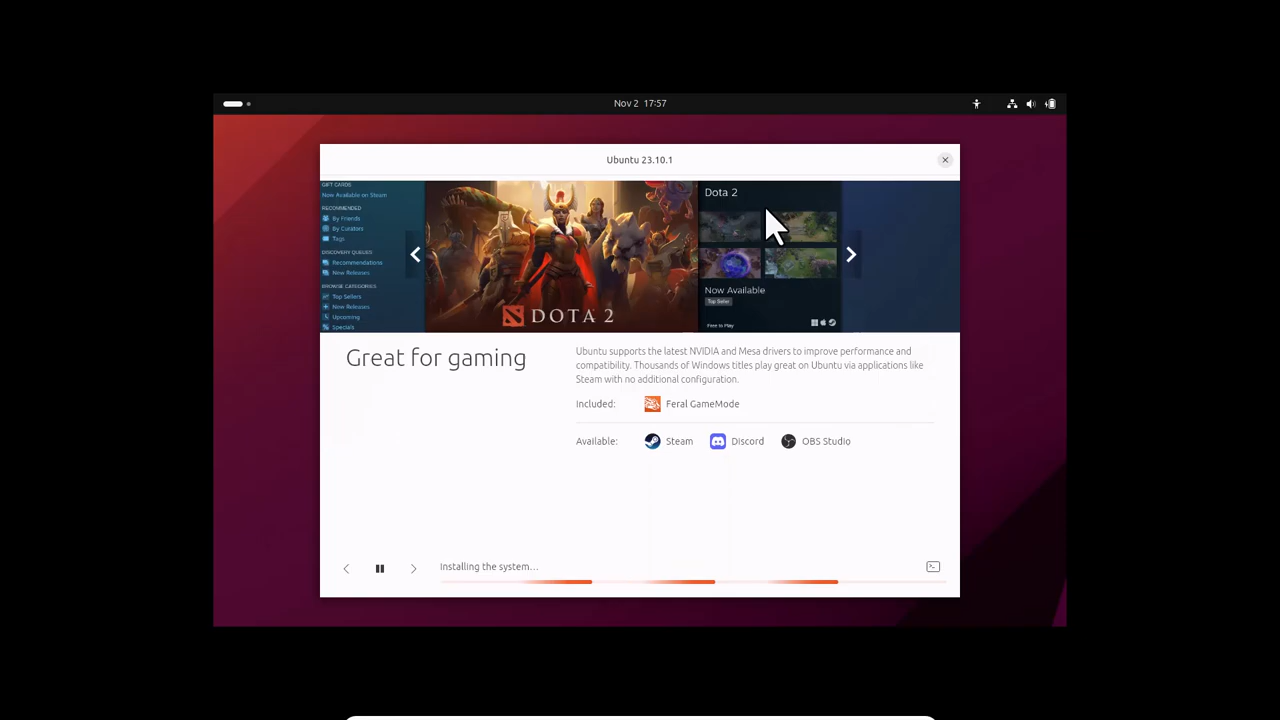 Nov 2 17:57
Ubuntu 23.10.1
GIFT CARDS
Now Available on Steam
RECOMMENDED
By Friends
By Curators
Tags
DISCOVERY QUEUES
Recommendations
New Releases
BROWSE CATEGORIES
Top Sellers
New Releases
Upcoming
Specials
DOTA 2
Dota 2
Now Available
Top Seller
Free to Play
Great for gaming
Ubuntu supports the latest NVIDIA and Mesa drivers to improve performance and
compatibility. Thousands of Windows titles play great on Ubuntu via applications like
Steam with no additional configuration.
Included: Feral GameMode
Available: Steam Discord OBS Studio
Installing the system...